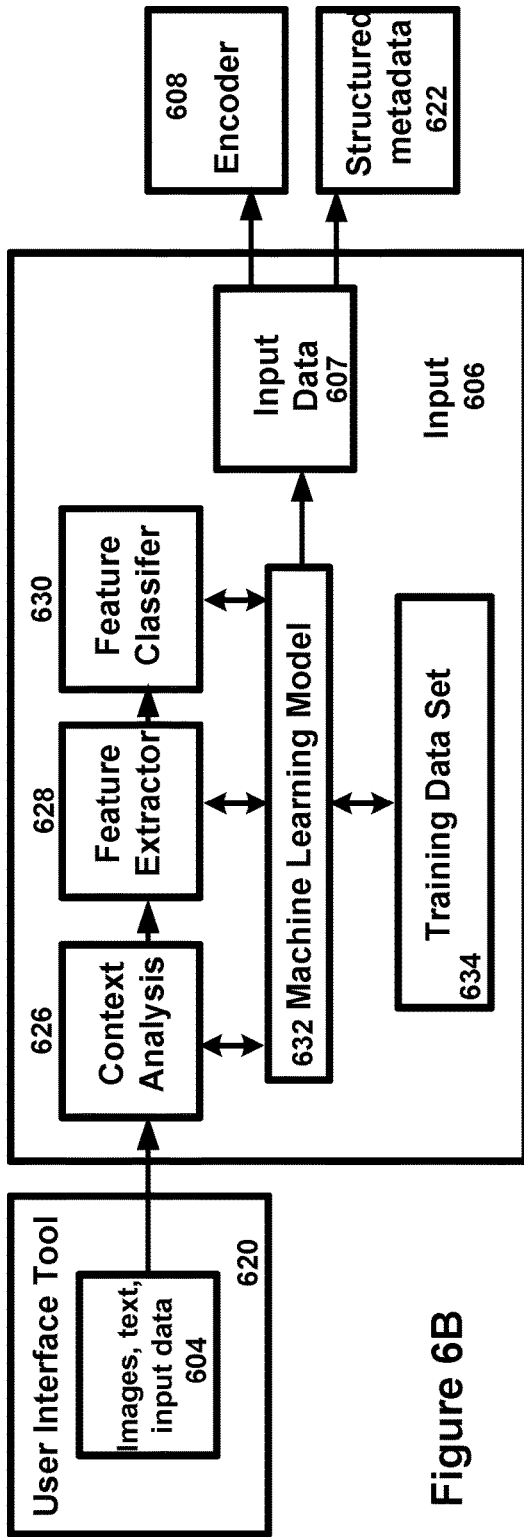 User Interface Tool
Images, text,
input data
604
620
626
Context
Analysis
628
Feature
Extractor
630
Feature
Classifer
632 Machine Learning Model
Training Data Set
634
Input
Data
607
Input
606
608
Encoder
Structured
metadata
622
Figure 6B